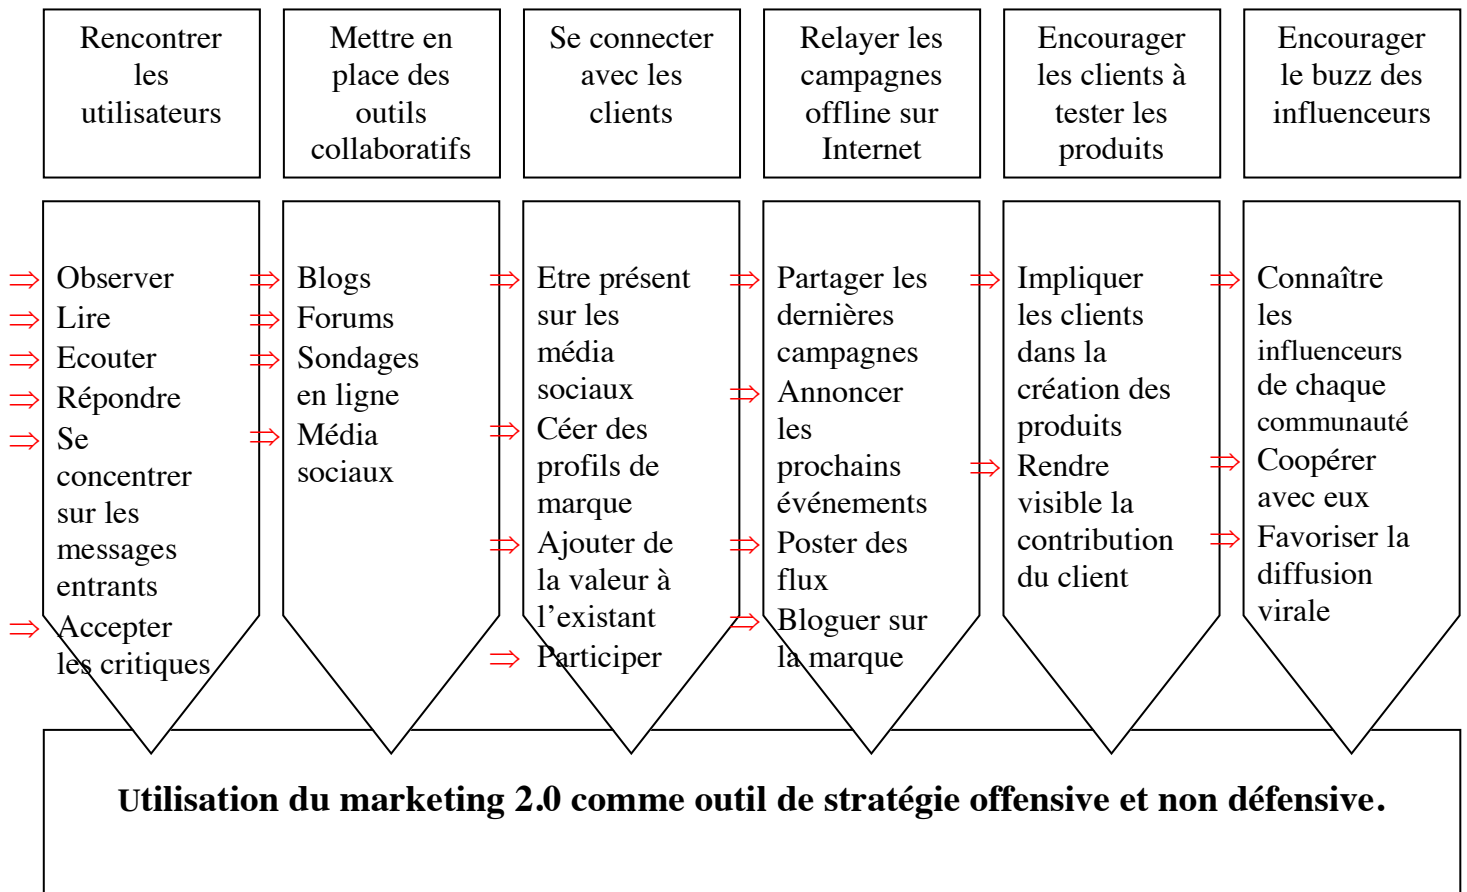 Rencontrer
les
utilisateurs
Mettre en
place des
outils
collaboratifs
Se connecter
avec les
clients
Relayer les
campagnes
offline sur
Internet
Encourager
les clients à
tester les
produits
Encourager
le buzz des
influenceurs
⇒ Observer
⇒ Lire
⇒ Ecouter
⇒ Répondre
⇒ Se
concentrer
sur les
messages
entrants
⇒ Accepter
les critiques
⇒ Blogs
⇒ Forums
⇒ Sondages
en ligne
⇒ Média
sociaux
⇒ Etre présent
sur les
média
sociaux
⇒ Céer des
profils de
marque
⇒ Ajouter de
la valeur à
l’existant
⇒ Participer
⇒ Partager les
dernières
campagnes
⇒ Annoncer
les
prochains
événements
⇒ Poster des
flux
⇒ Bloguer sur
la marque
⇒ Impliquer
les clients
dans la
création des
produits
⇒ Rendre
visible la
contribution
du client
⇒ Connaître
les
influenceurs
de chaque
communauté
⇒ Coopérer
avec eux
⇒ Favoriser la
diffusion
virale
Utilisation du marketing 2.0 comme outil de stratégie offensive et non défensive.